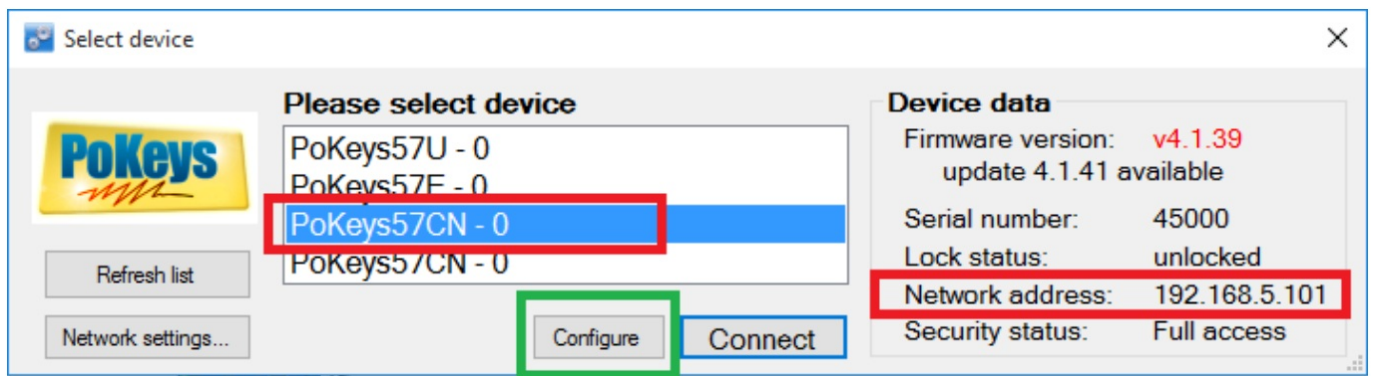 Select device
PoKeys
Refresh list
Network settings...
Please select device
PoKeys57U - 0
PoKeys57E - 0
PoKeys57CN - 0
PoKeys57CN - 0
Configure
Connect
Device data
Firmware version: v4.1.39
update 4.1.41 available
Serial number: 45000
Lock status: unlocked
Network address: 192.168.5.101
Security status: Full access